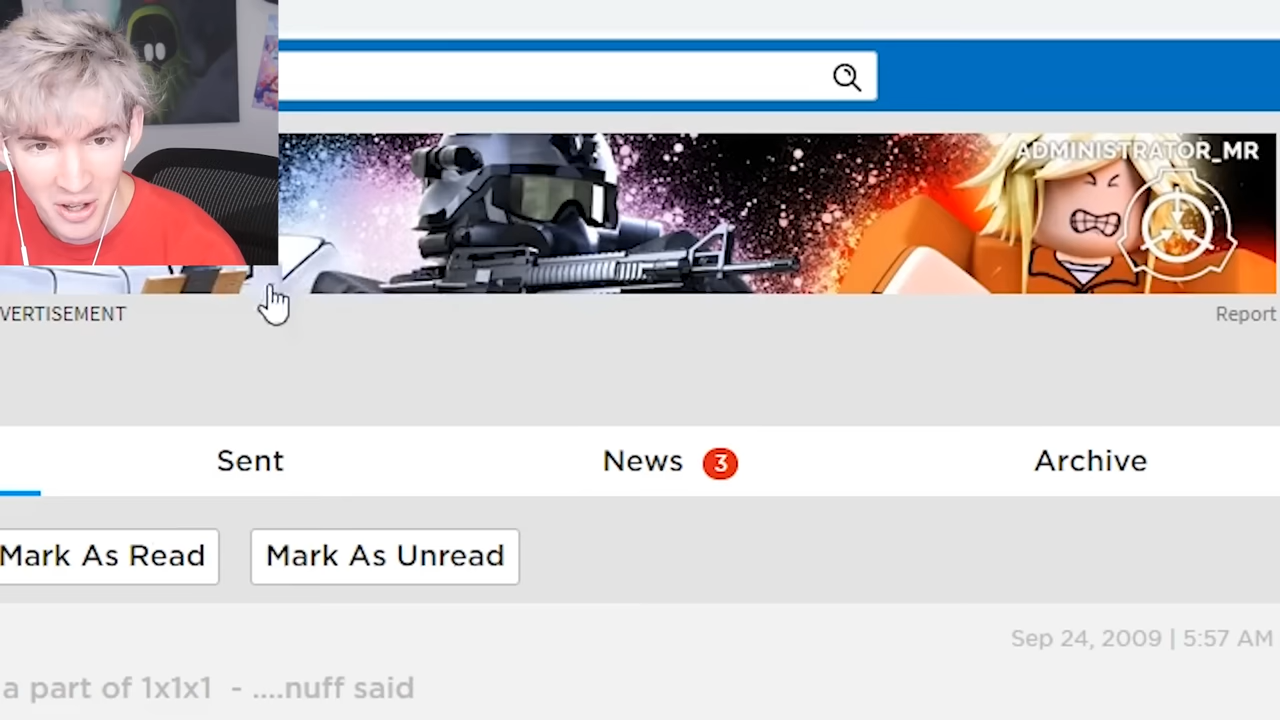 ADMINISTRATOR_MR
VERTISEMENT
Report
Sent
News 3
Archive
Mark As Read
Mark As Unread
Sep 24, 2009 | 5:57 AM
a part of 1x1x1 - ....nuff said